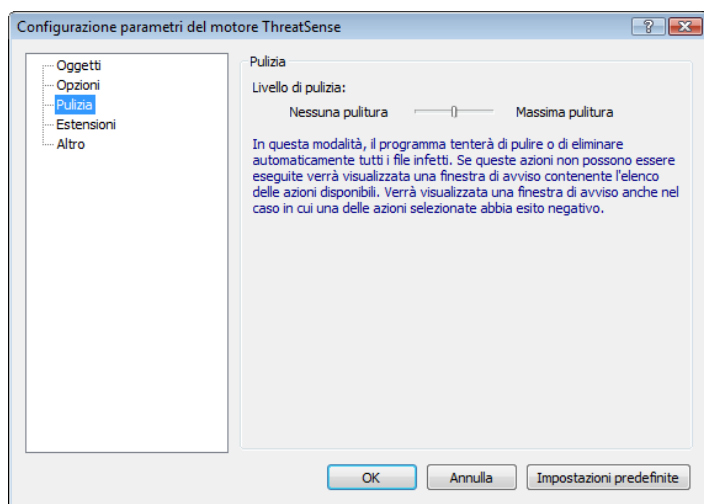 Configurazione parametri del motore ThreatSense
Oggetti
Opzioni
Pulizia
Estensioni
Altro
Pulizia
Livello di pulizia:
Nessuna pulitura Massima pulitura
In questa modalità, il programma tenterà di pulire o di eliminare
automaticamente tutti i file infetti. Se queste azioni non possono essere
eseguite verrà visualizzata una finestra di avviso contenente l'elenco
delle azioni disponibili. Verrà visualizzata una finestra di avviso anche nel
caso in cui una delle azioni selezionate abbia esito negativo.
OK Annulla Impostazioni predefinite